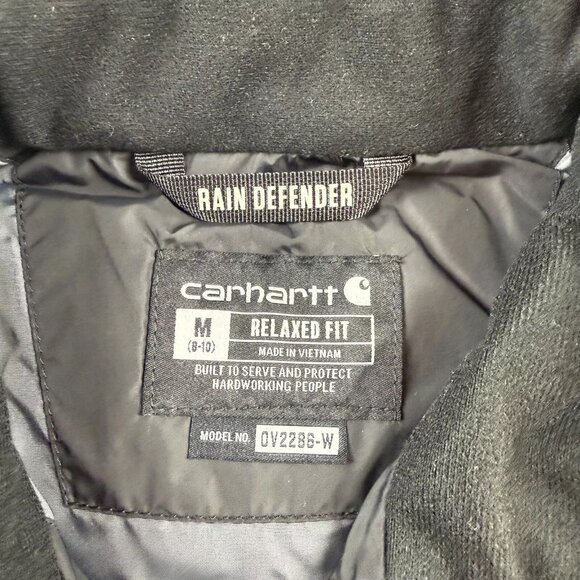 RAIN DEFENDER
carhartt
M
(8-10)
RELAXED FIT
MADE IN VIETNAM
BUILT TO SERVE AND PROTECT
HARDWORKING PEOPLE
MODEL NO. OV2286-W